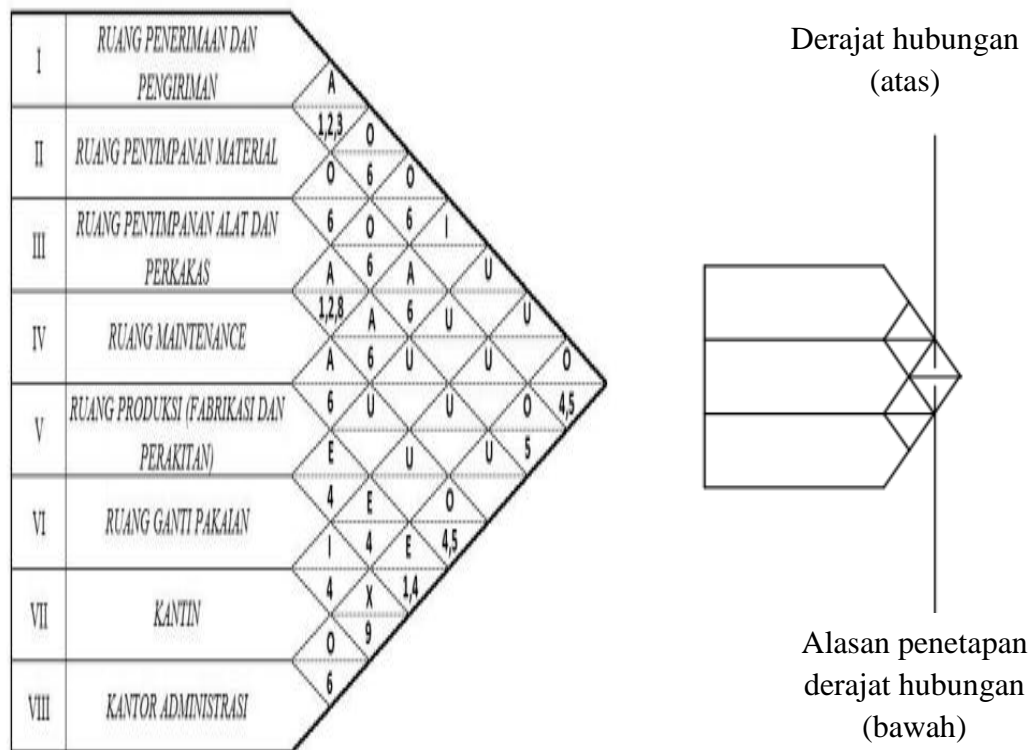 I
RUANG PENERIMAAN DAN
PENGIRIMAN
II
RUANG PENYIMPANAN MATERIAL
III
RUANG PENYIMPANAN ALAT DAN
PERKAKAS
IV
RUANG MAINTENANCE
V
RUANG PRODUKSI (FABRIKASI DAN
PERAKITAN)
VI
RUANG GANTI PAKAIAN
VII
KANTIN
VIII
KANTOR ADMINISTRASI
A
1,2,3 O
O 6 O
6 O 6 I
A 6 A U
1,2,8 A 6 U U
A 6 U U O
6 U U O 4,5
E U U 5
4 E O
I 4 E 4,5
4 X 1,4
O 9
6
Derajat hubungan
(atas)
Alasan penetapan
derajat hubungan
(bawah)